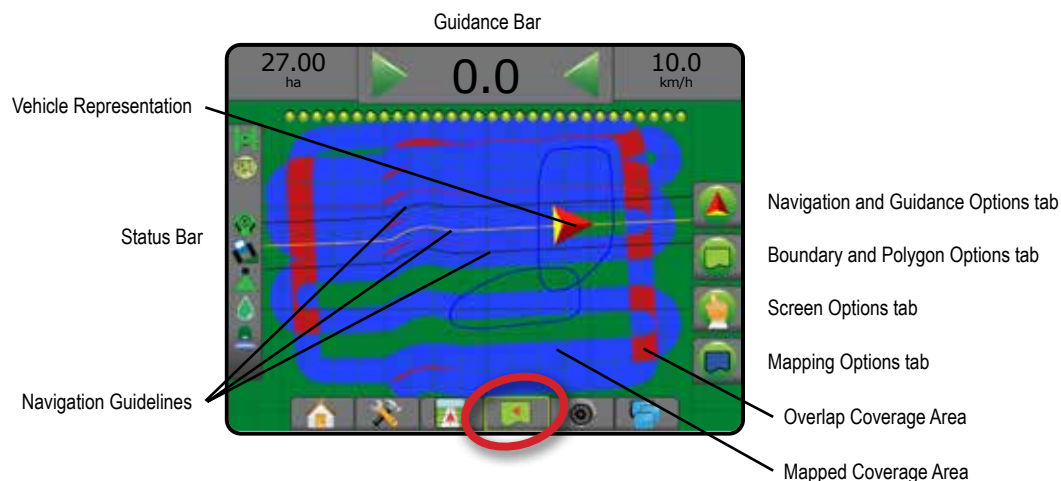 Guidance Bar
27.00
ha
0.0
10.0
km/h
Vehicle Representation
Status Bar
Navigation Guidelines
Navigation and Guidance Options tab
Boundary and Polygon Options tab
Screen Options tab
Mapping Options tab
Overlap Coverage Area
Mapped Coverage Area